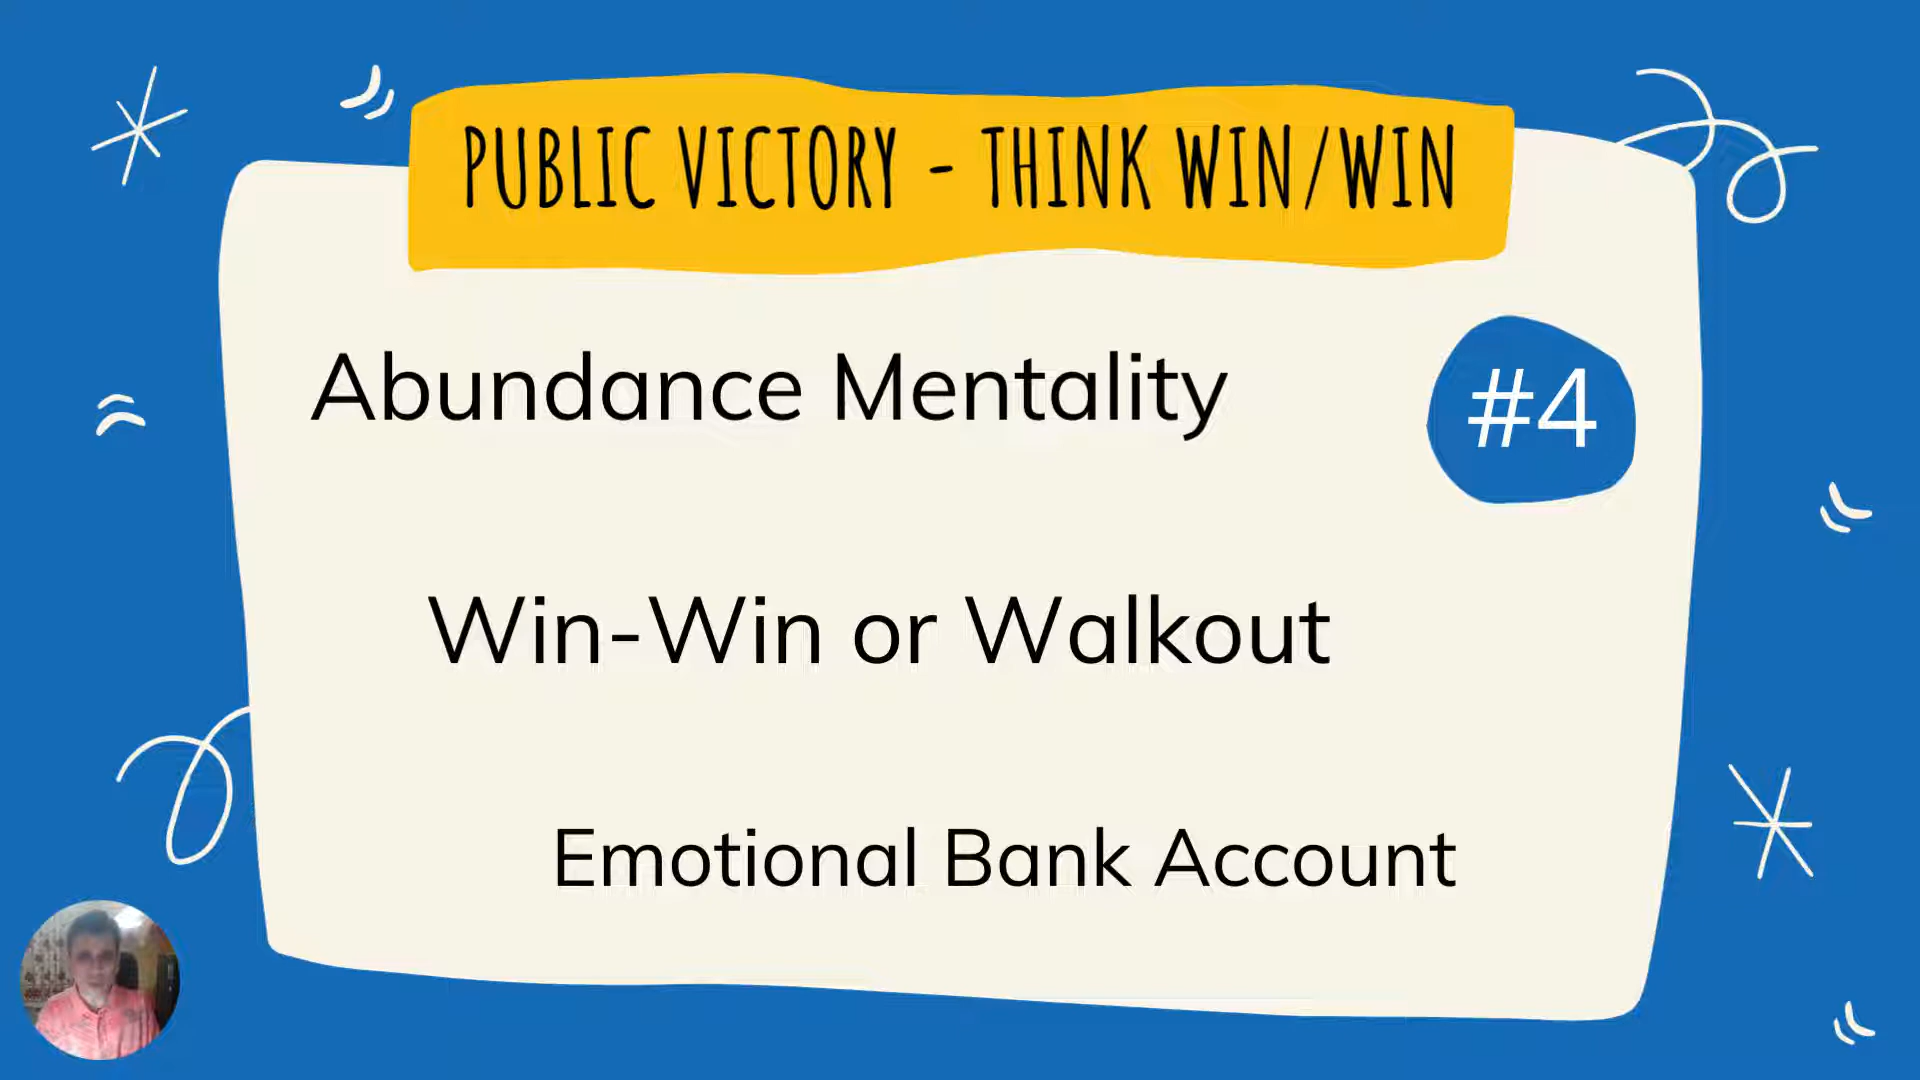 PUBLIC VICTORY - THINK WIN/WIN
Abundance Mentality
#4
Win-Win or Walkout
Emotional Bank Account